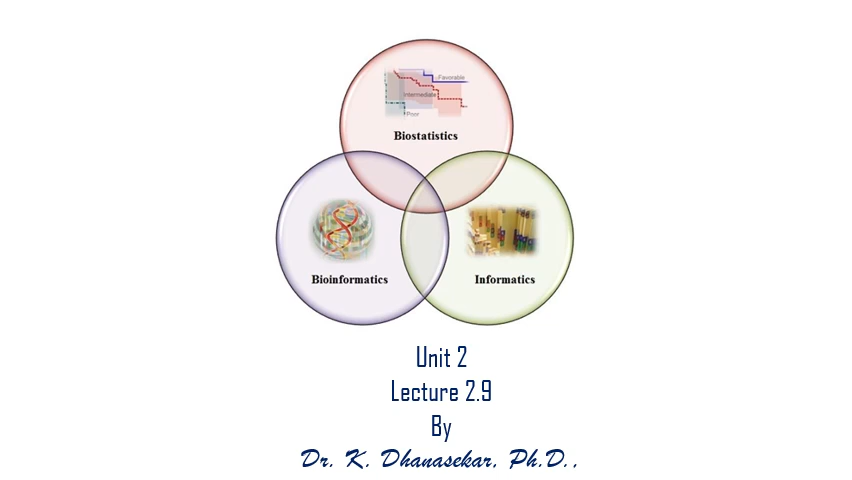 Favorable
Intermediate
Poor
Biostatistics
Bioinformatics
Informatics
Unit 2
Lecture 2.9
By
Dr. K. Dhanasekar, Ph.D.,